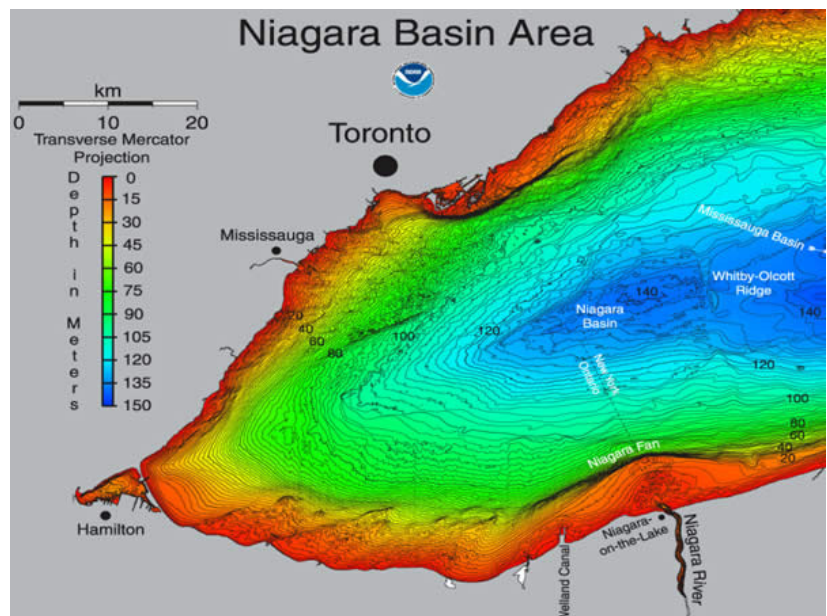 Niagara Basin Area
km
0 10 20
Transverse Mercator
Projection
Depth in Meters
0
15
30
45
60
75
90
105
120
135
150
Toronto
Mississauga
Mississauga Basin
Whitby-Olcott
Ridge
140
140
Niagara
Basin
20
40
60
80
100
120
New York
Ontario
120
100
80
60
40
20
Niagara Fan
Hamilton
Welland Canal
Niagara-
on-the-Lake
Niagara River